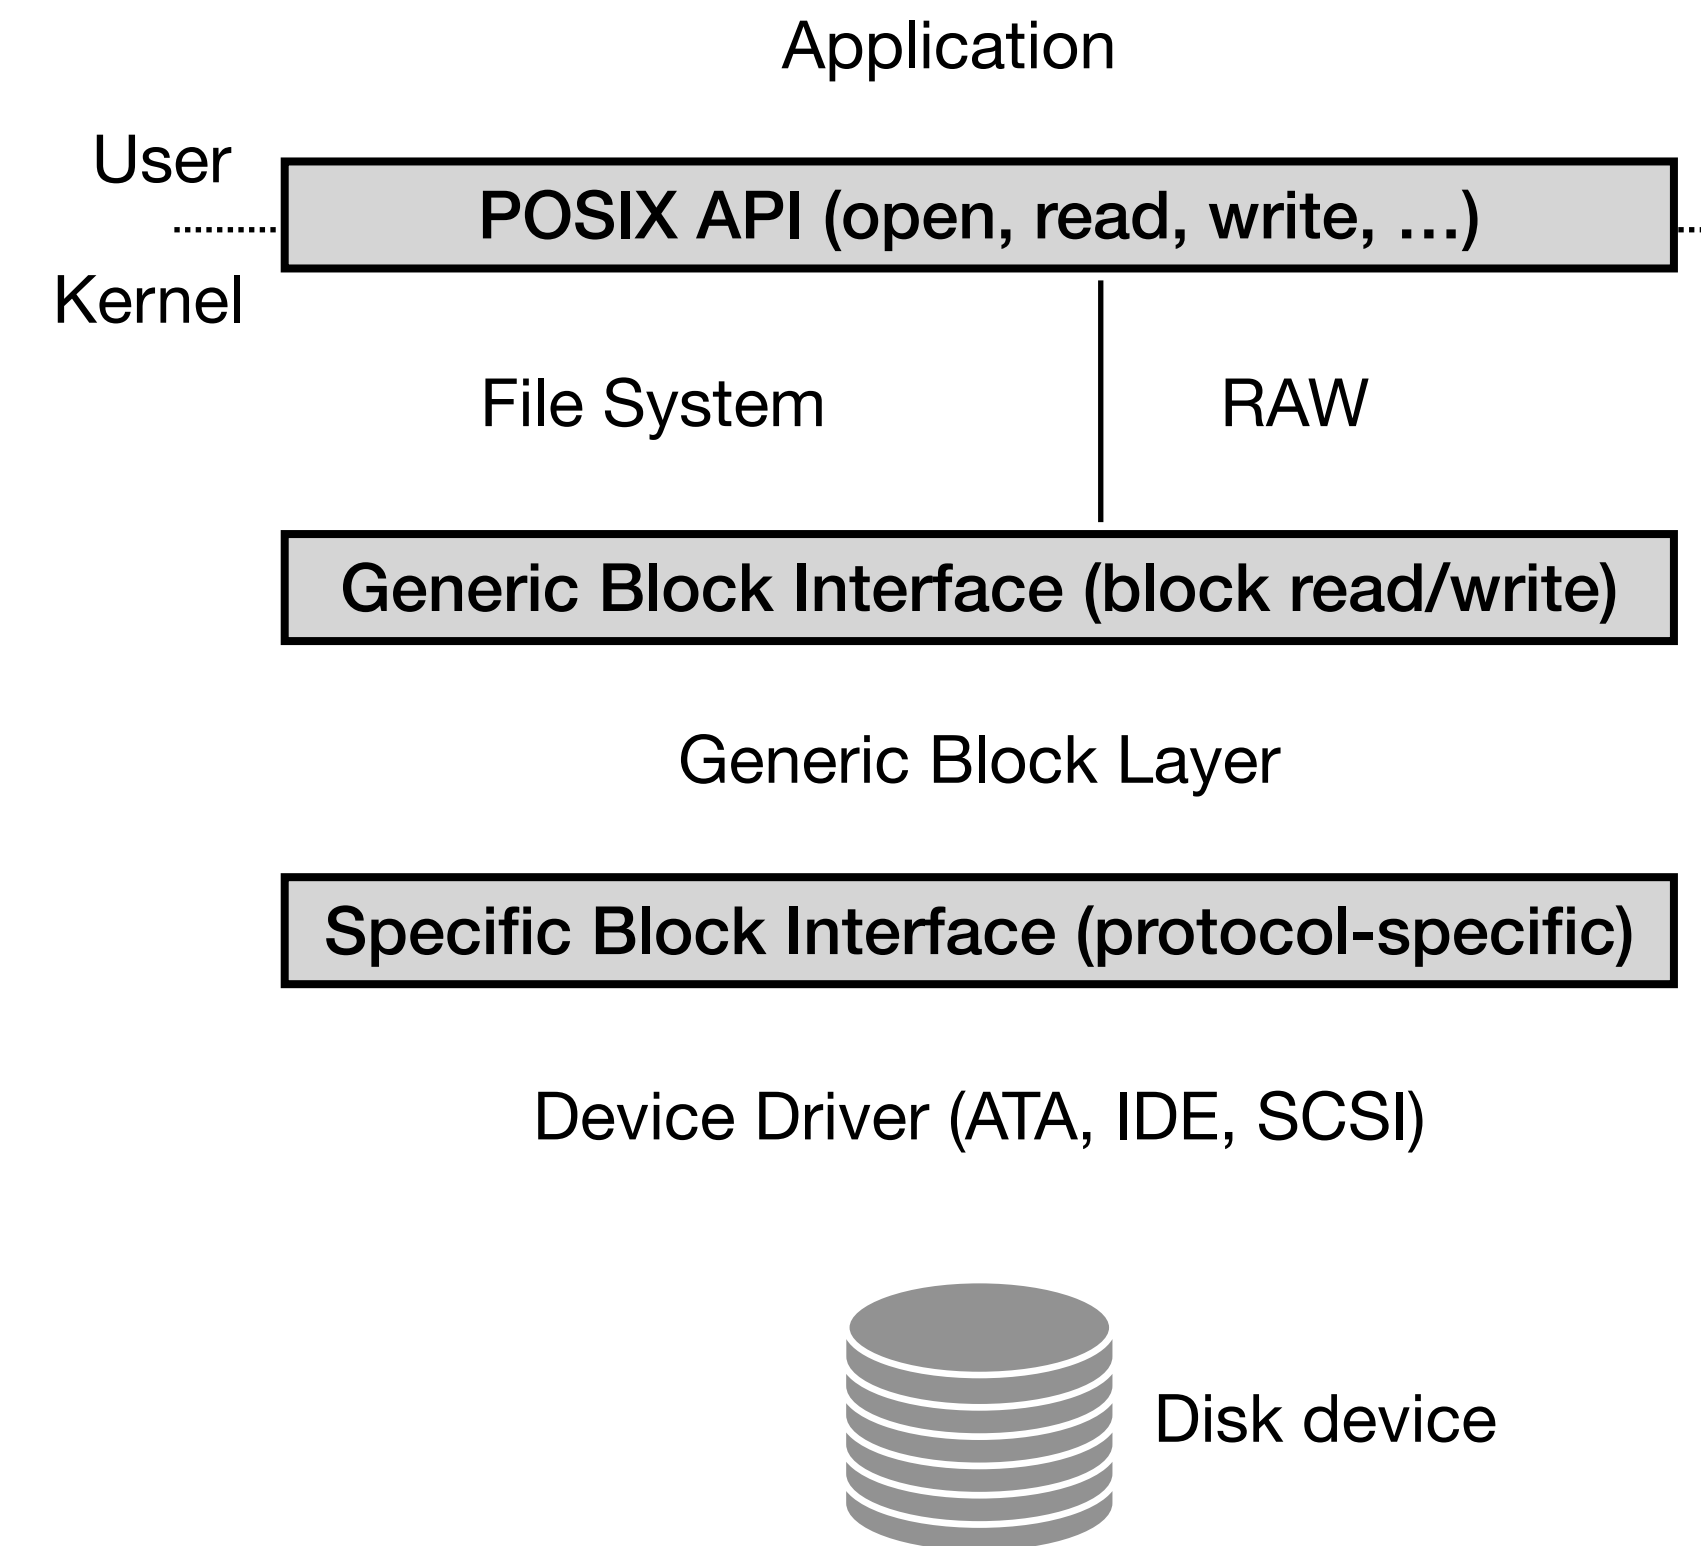 Application
User
POSIX API (open, read, write, …)
Kernel
File System
RAW
Generic Block Interface (block read/write)
Generic Block Layer
Specific Block Interface (protocol-specific)
Device Driver (ATA, IDE, SCSI)
Disk device